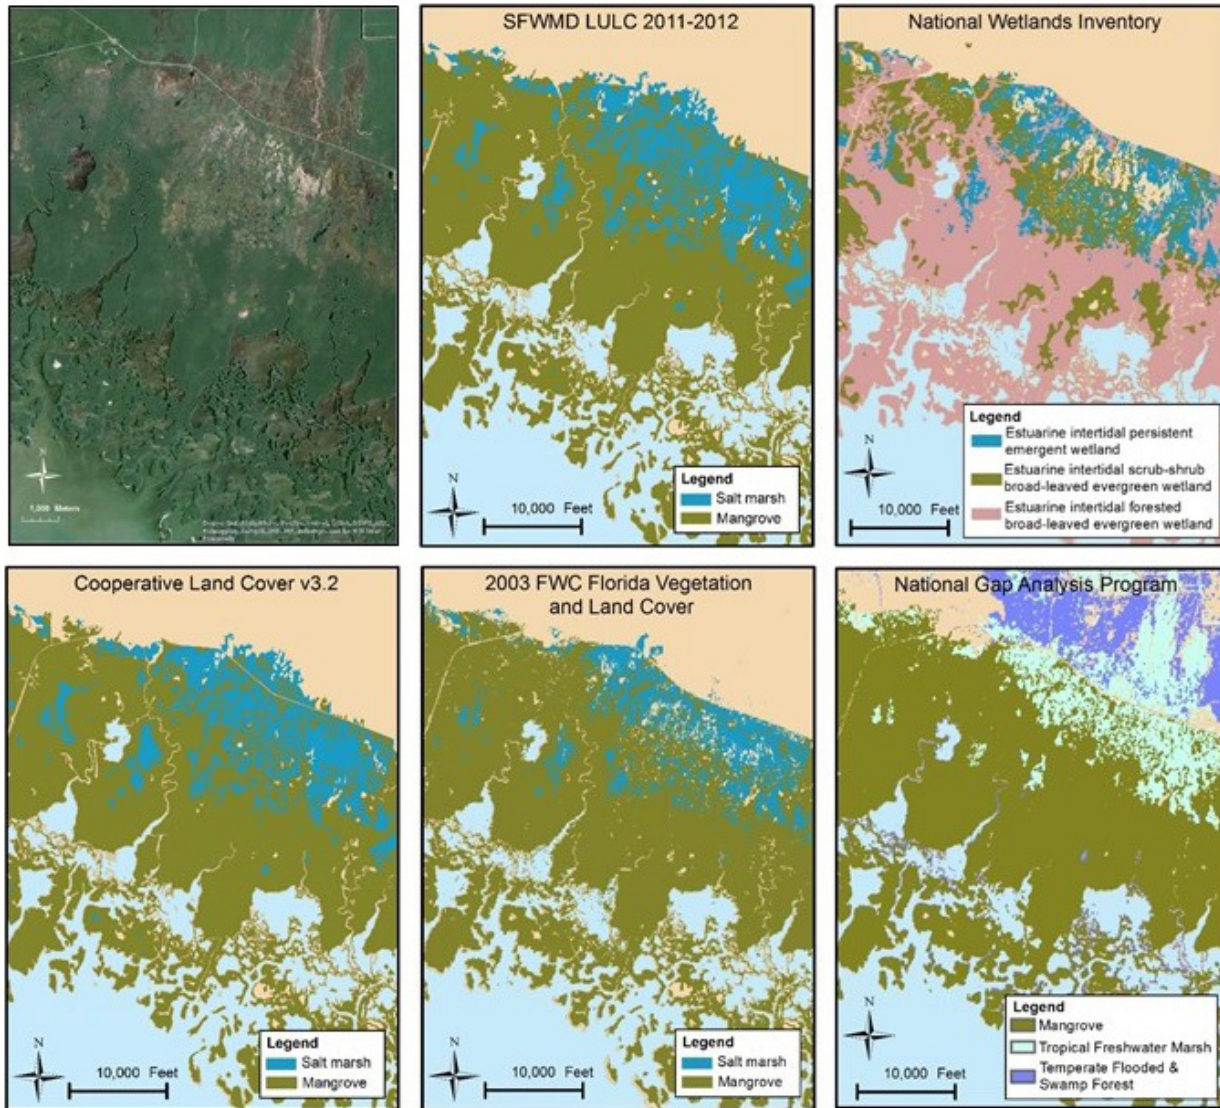 N
1,000 Meters
SFWMD LULC 2011-2012
N
10,000 Feet
Legend
Salt marsh
Mangrove
National Wetlands Inventory
N
10,000 Feet
Legend
Estuarine intertidal persistent
emergent wetland
Estuarine intertidal scrub-shrub
broad-leaved evergreen wetland
Estuarine intertidal forested
broad-leaved evergreen wetland
Cooperative Land Cover v3.2
N
10,000 Feet
Legend
Salt marsh
Mangrove
2003 FWC Florida Vegetation
and Land Cover
N
10,000 Feet
Legend
Salt marsh
Mangrove
National Gap Analysis Program
N
10,000 Feet
Legend
Mangrove
Tropical Freshwater Marsh
Temperate Flooded &
Swamp Forest